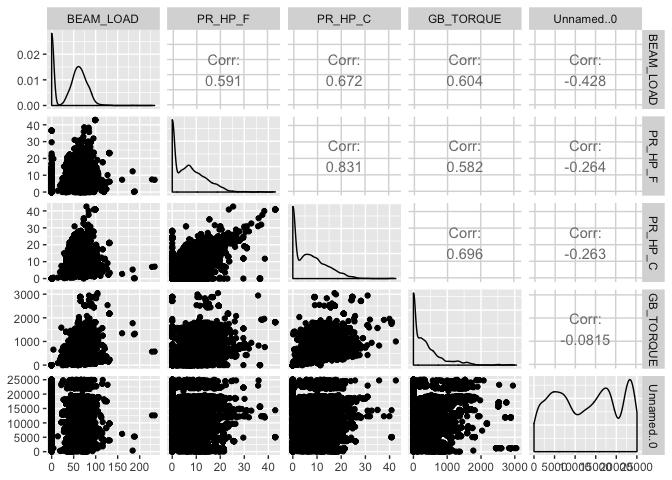 BEAM_LOAD PR_HP_F PR_HP_C GB_TORQUE Unnamed..0
0.02
0.01
0.00
Corr:
0.591
Corr:
0.672
Corr:
0.604
Corr:
-0.428
BEAM_LOAD
40
30
20
10
0
Corr:
0.831
Corr:
0.582
Corr:
-0.264
PR_HP_F
40
30
20
10
0
Corr:
0.696
Corr:
-0.263
PR_HP_C
3000
2000
1000
0
Corr:
-0.0815
GB_TORQUE
25000
20000
15000
10000
5000
0
Unnamed..0
0 50 100 150 200
0 10 20 30 40
0 10 20 30 40
0 1000 2000 3000
0 5000 10000 15000 20000 25000